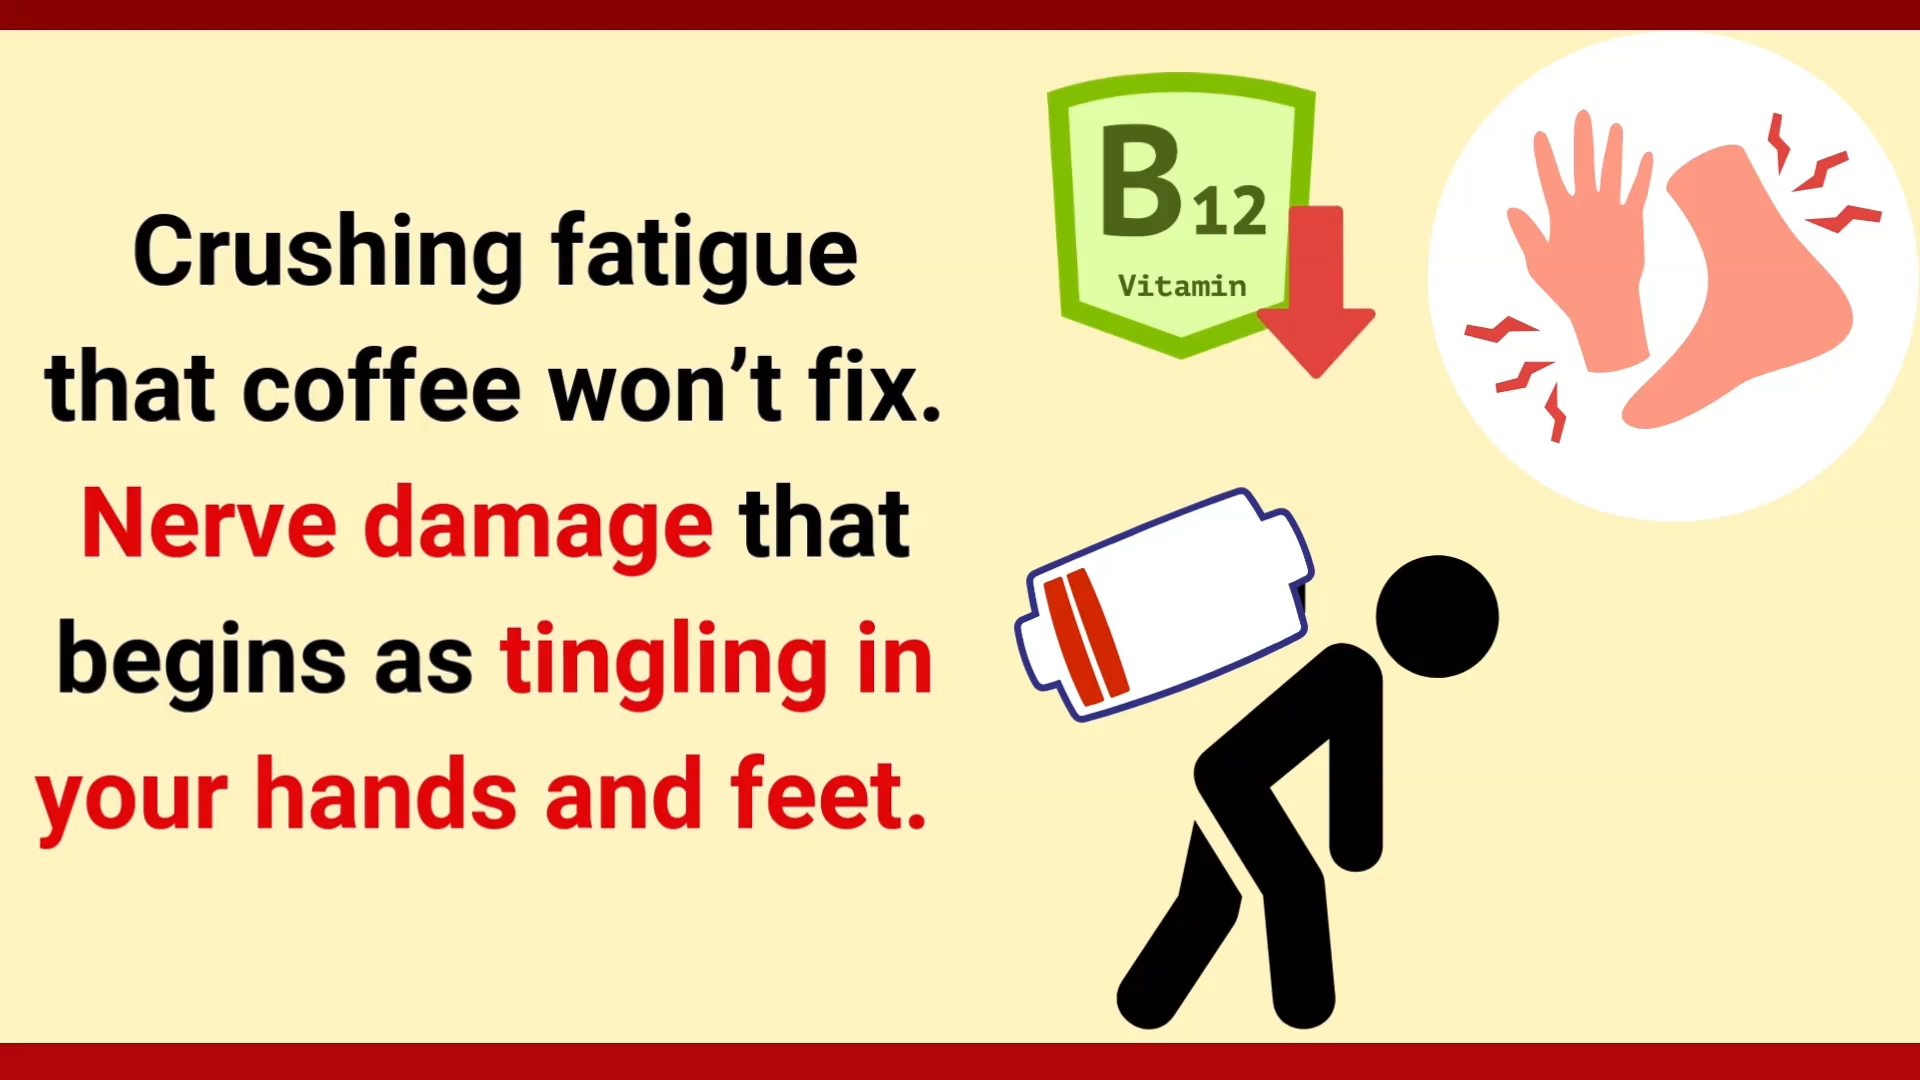 Crushing fatigue
that coffee won’t fix.
Nerve damage that
begins as tingling in
your hands and feet.
B12
Vitamin